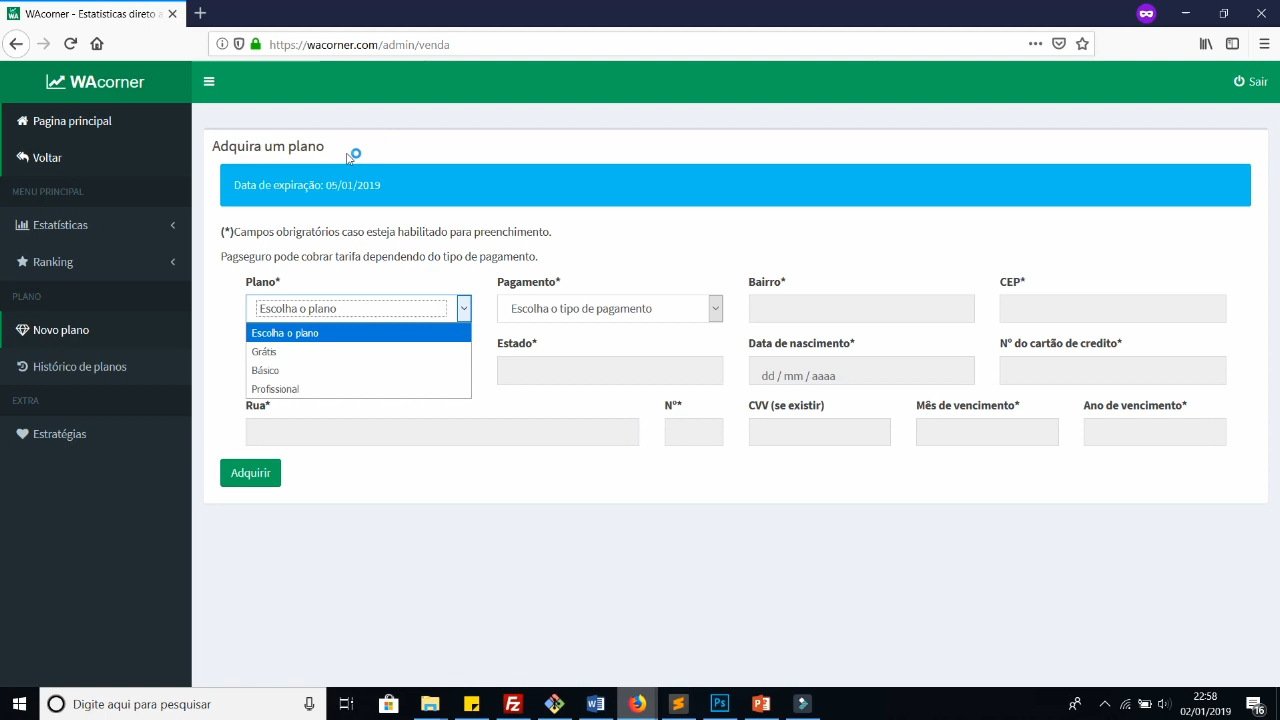 WAcorner - Estatisticas direto a
https://wacorner.com/admin/venda
WAcorner
Sair
Pagina principal
Voltar
MENU PRINCIPAL
Estatísticas
Ranking
PLANO
Novo plano
Histórico de planos
EXTRA
Estratégias
Adquira um plano
Data de expiração: 05/01/2019
(*)Campos obrigratórios caso esteja habilitado para preenchimento.
Pagseguro pode cobrar tarifa dependendo do tipo de pagamento.
Plano* Pagamento* Bairro* CEP*
Escolha o plano Escolha o tipo de pagamento
Escolha o plano
Grátis
Básico
Profissional
Estado* Data de nascimento* Nº do cartão de credito*
dd / mm / aaaa
Rua* Nº* CVV (se existir) Mês de vencimento* Ano de vencimento*
Adquirir
Digite aqui para pesquisar
22:58
02/01/2019
16